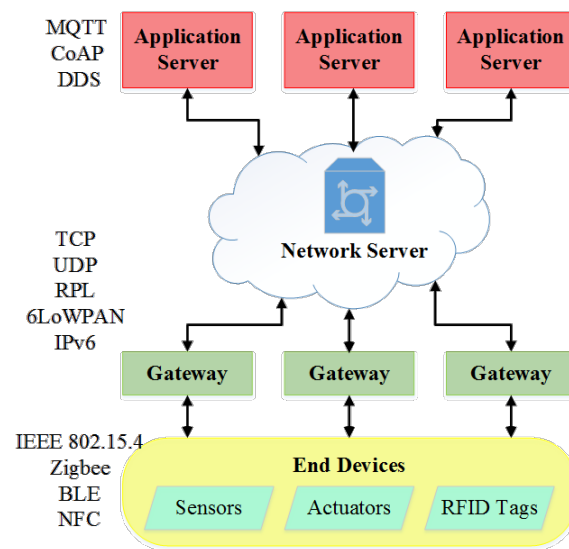 MQTT
CoAP
DDS
Application
Server
Application
Server
Application
Server
Network Server
TCP
UDP
RPL
6LoWPAN
IPv6
Gateway
Gateway
Gateway
IEEE 802.15.4
Zigbee
BLE
NFC
End Devices
Sensors
Actuators
RFID Tags